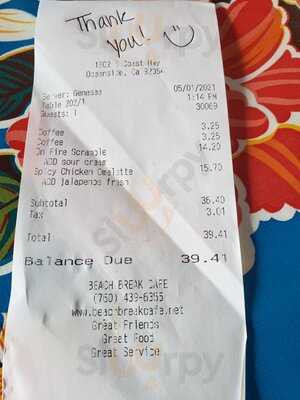 Thank
you!
1802 S Coast Hwy
Oceanside, CA 92054
Server: Genesas
05/01/2021
Table 202/1
1:14 PM
Guests: 1
30069
Coffee 3.25
Coffee 3.25
On Fire Scramble 14.20
ADD sour cream
Spicy Chicken Omelette 15.70
ADD jalapenos fresh
Subtotal 36.40
Tax 3.01
Total 39.41
Balance Due 39.41
BEACH BREAK CAFE
(760) 439-6355
www.beachbreakcafe.net
Great Friends
Great Food
Great Service